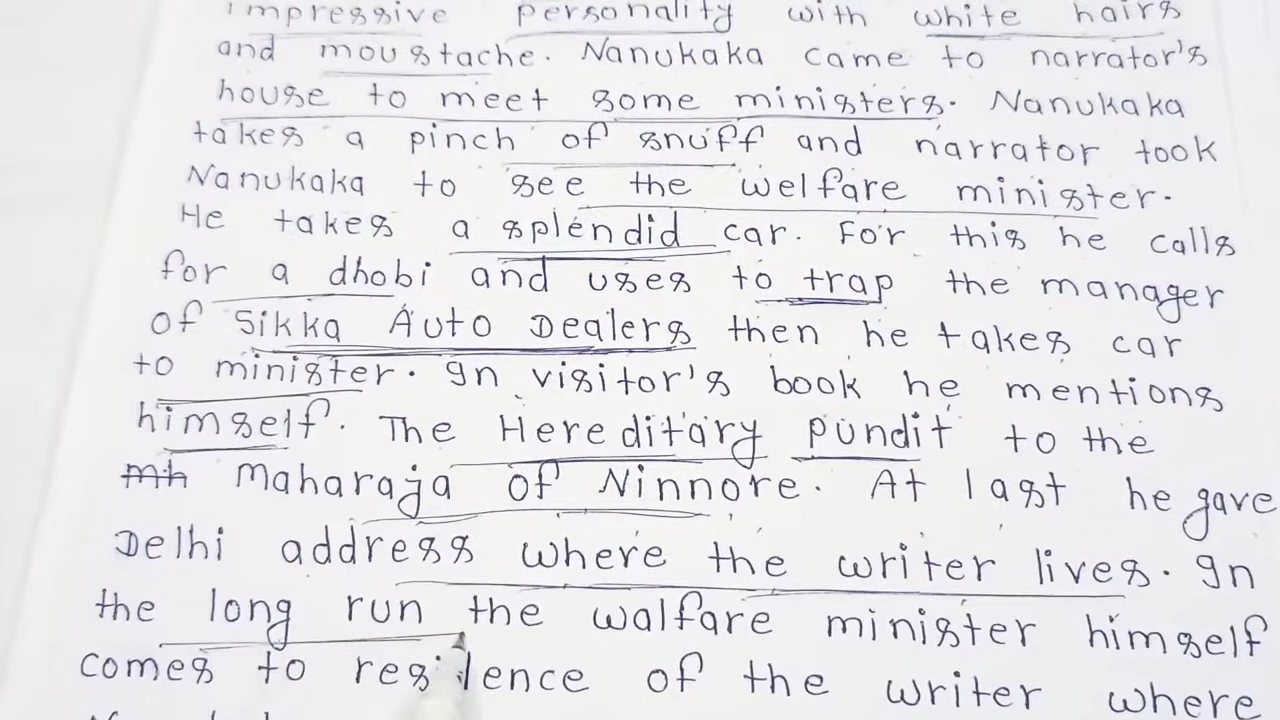 impressive personality with white hairs
and moustache. Nanukaka came to narrator's
house to meet some ministers. Nanukaka
takes a pinch of snuff and narrator took
Nanukaka to see the welfare minister.
He takes a splendid car. For this he calls
for a dhobi and uses to trap the manager
of Sikka Auto Dealers then he takes car
to minister. In visitor's book he mentions
himself. The Hereditary pundit to the
Maharaja of Ninnore. At last he gave
Delhi address where the writer lives. In
the long run the walfare minister himself
comes to residence of the writer where